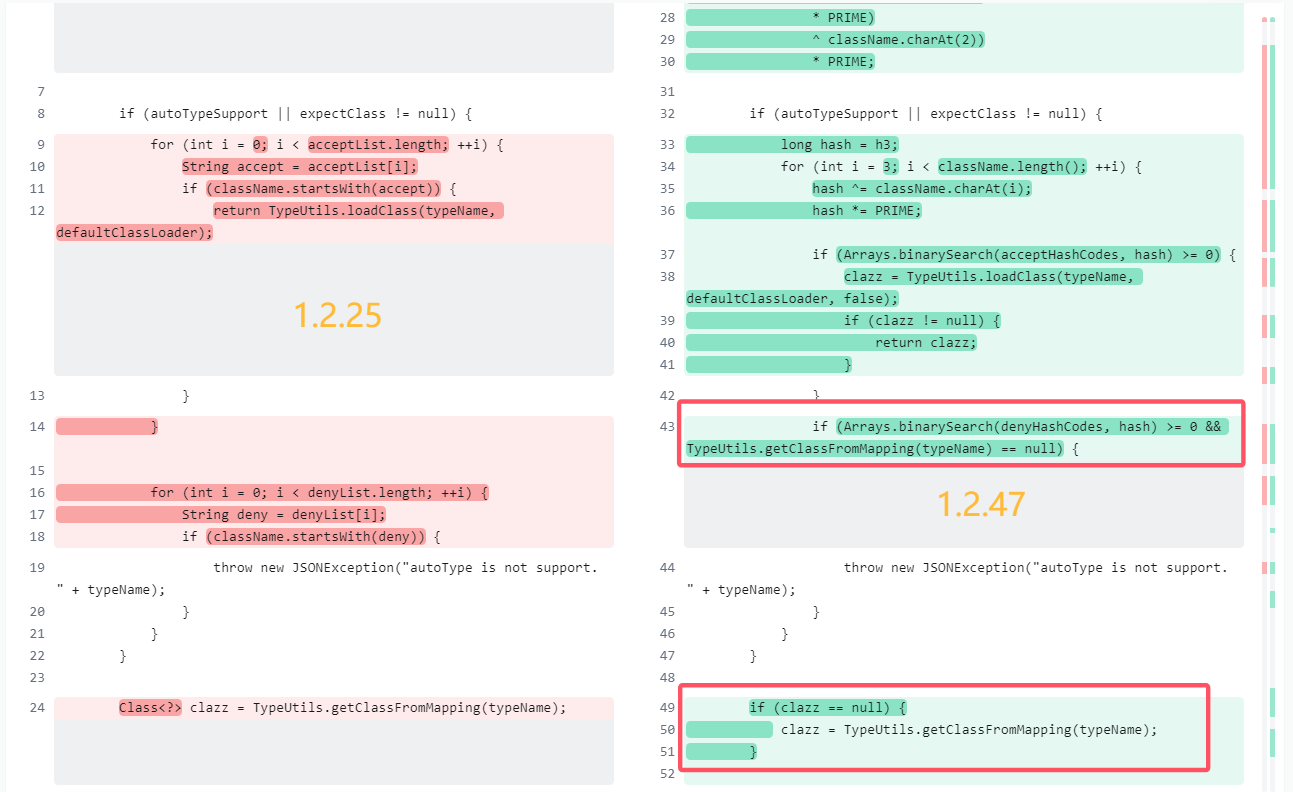 7
8 if (autoTypeSupport || expectClass != null) {
9 for (int i = 0; i < acceptList.length; ++i) {
10 String accept = acceptList[i];
11 if (className.startsWith(accept)) {
12 return TypeUtils.loadClass(typeName,
defaultClassLoader);
1.2.25
13 }
14 }
15
16 for (int i = 0; i < denyList.length; ++i) {
17 String deny = denyList[i];
18 if (className.startsWith(deny)) {
19 throw new JSONException("autoType is not support.
" + typeName);
20 }
21 }
22 }
23
24 Class<?> clazz = TypeUtils.getClassFromMapping(typeName);
28 * PRIME)
29 ^ className.charAt(2))
30 * PRIME;
31
32 if (autoTypeSupport || expectClass != null) {
33 long hash = h3;
34 for (int i = 3; i < className.length(); ++i) {
35 hash ^= className.charAt(i);
36 hash *= PRIME;
37 if (Arrays.binarySearch(acceptHashCodes, hash) >= 0) {
38 clazz = TypeUtils.loadClass(typeName,
defaultClassLoader, false);
39 if (clazz != null) {
40 return clazz;
41 }
42 }
43 if (Arrays.binarySearch(denyHashCodes, hash) >= 0 &&
TypeUtils.getClassFromMapping(typeName) == null) {
1.2.47
44 throw new JSONException("autoType is not support.
" + typeName);
45 }
46 }
47 }
48
49 if (clazz == null) {
50 clazz = TypeUtils.getClassFromMapping(typeName);
51 }
52